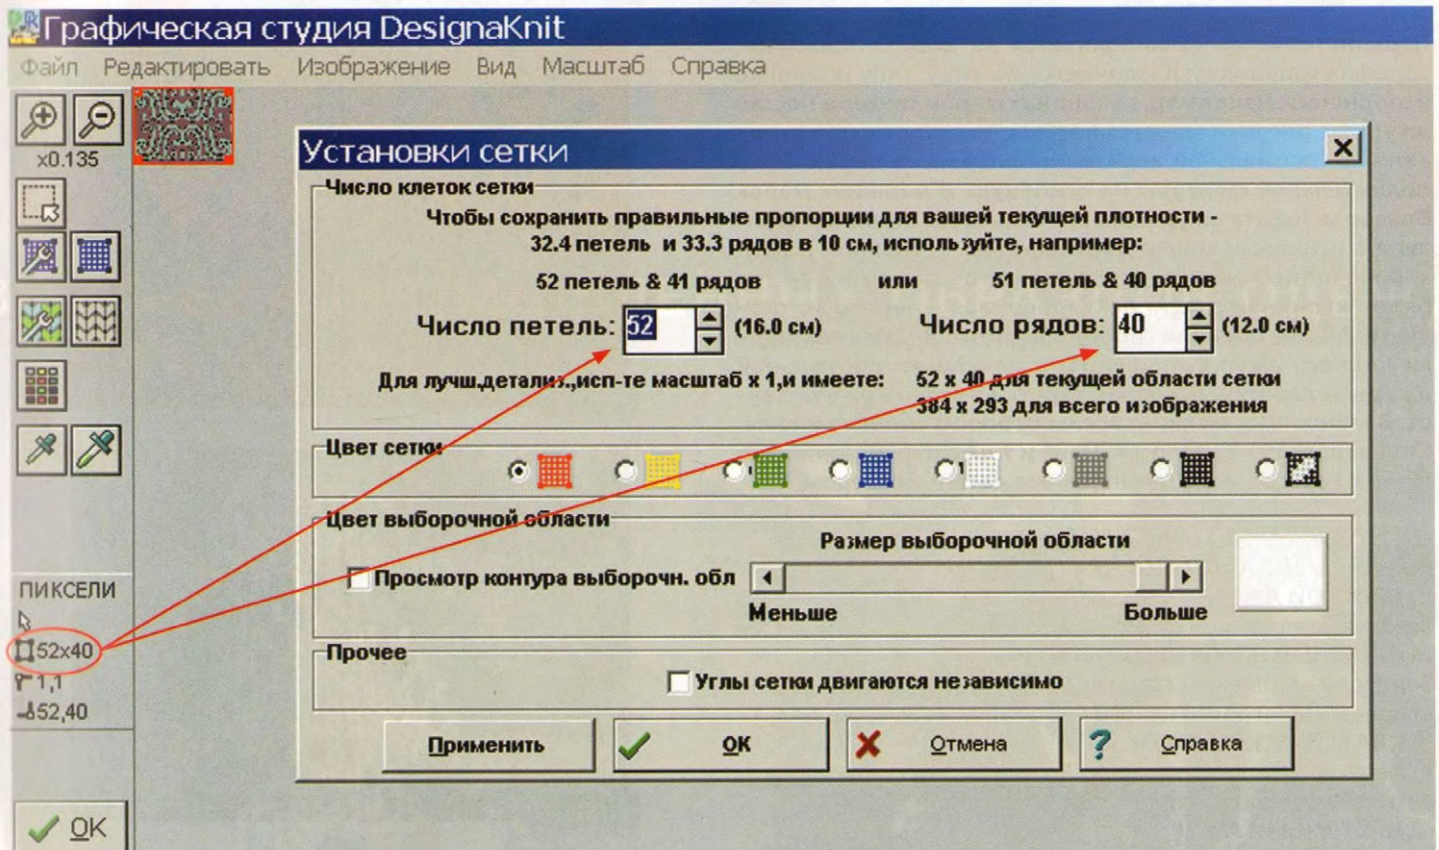 Графическая студия DesignaKnit
Файл Редактировать Изображение Вид Масштаб Справка
x0.135
Установки сетки
Число клеток сетки
Чтобы сохранить правильные пропорции для вашей текущей плотности -
32.4 петель и 33.3 рядов в 10 см, используйте, например:
52 петель & 41 рядов или 51 петель & 40 рядов
Число петель: 52 (16.0 см) Число рядов: 40 (12.0 см)
Для лучш.детализ.,исп-те масштаб x 1,и имеете: 52 x 40 для текущей области сетки
384 x 293 для всего изображения
Цвет сетки
Цвет выборочной области
Размер выборочной области
Просмотр контура выборочн. обл
Меньше Больше
ПИКСЕЛИ
52x40
1,1
52,40
Прочее
Углы сетки двигаются независимо
Применить OK Отмена Справка
OK